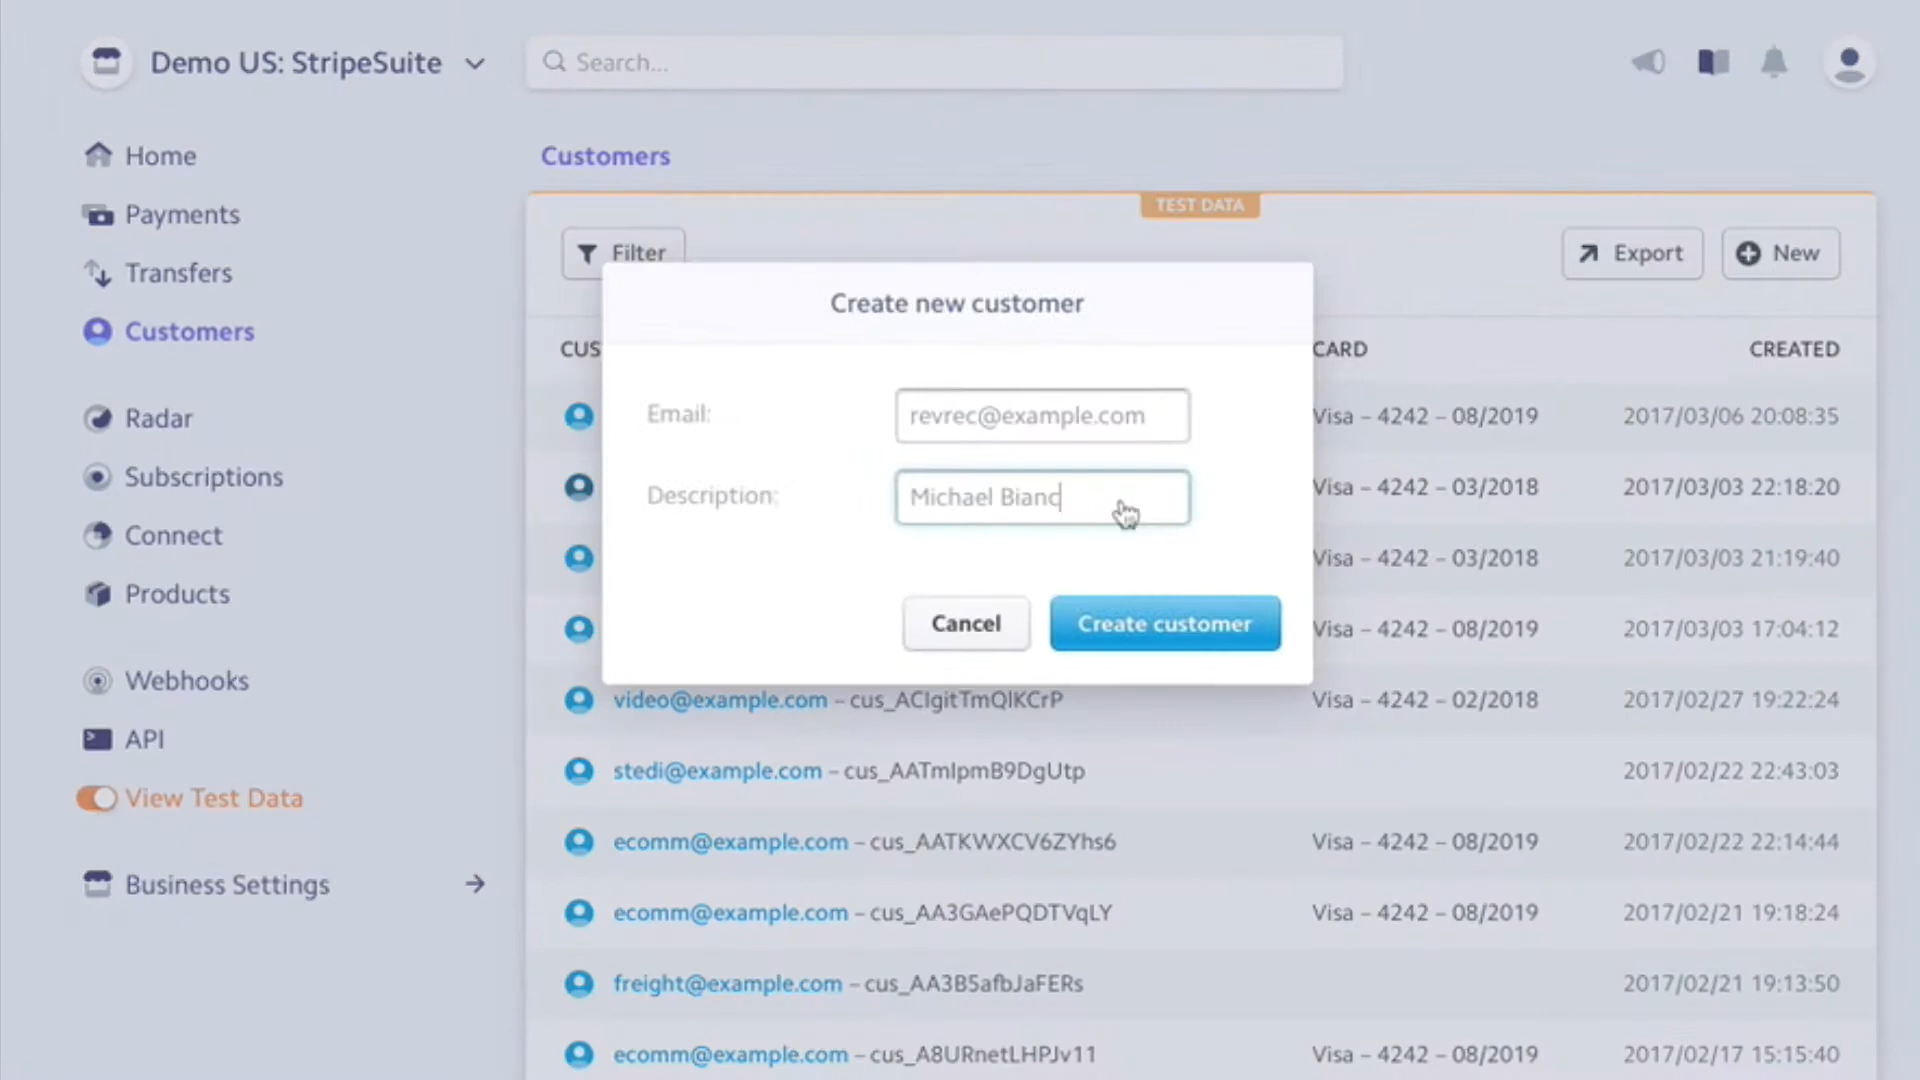 Demo US: StripeSuite
Search...
Home
Payments
Transfers
Customers
Radar
Subscriptions
Connect
Products
Webhooks
API
View Test Data
Business Settings
Customers
TEST DATA
Filter
Export
New
CUS
CARD
CREATED
Create new customer
Email:
revrec@example.com
Description:
Michael Bianc
Cancel
Create customer
Visa – 4242 – 08/2019 2017/03/06 20:08:35
Visa – 4242 – 03/2018 2017/03/03 22:18:20
Visa – 4242 – 03/2018 2017/03/03 21:19:40
Visa – 4242 – 08/2019 2017/03/03 17:04:12
video@example.com – cus_ACIgitTmQlKCrP Visa – 4242 – 02/2018 2017/02/27 19:22:24
stedi@example.com – cus_AATmIpmB9DgUtp 2017/02/22 22:43:03
ecomm@example.com – cus_AATKWXCV6ZYhs6 Visa – 4242 – 08/2019 2017/02/22 22:14:44
ecomm@example.com – cus_AA3GAePQDTVqLY Visa – 4242 – 08/2019 2017/02/21 19:18:24
freight@example.com – cus_AA3B5afbJaFERs 2017/02/21 19:13:50
ecomm@example.com – cus_A8URnetLHPJv11 Visa – 4242 – 08/2019 2017/02/17 15:15:40